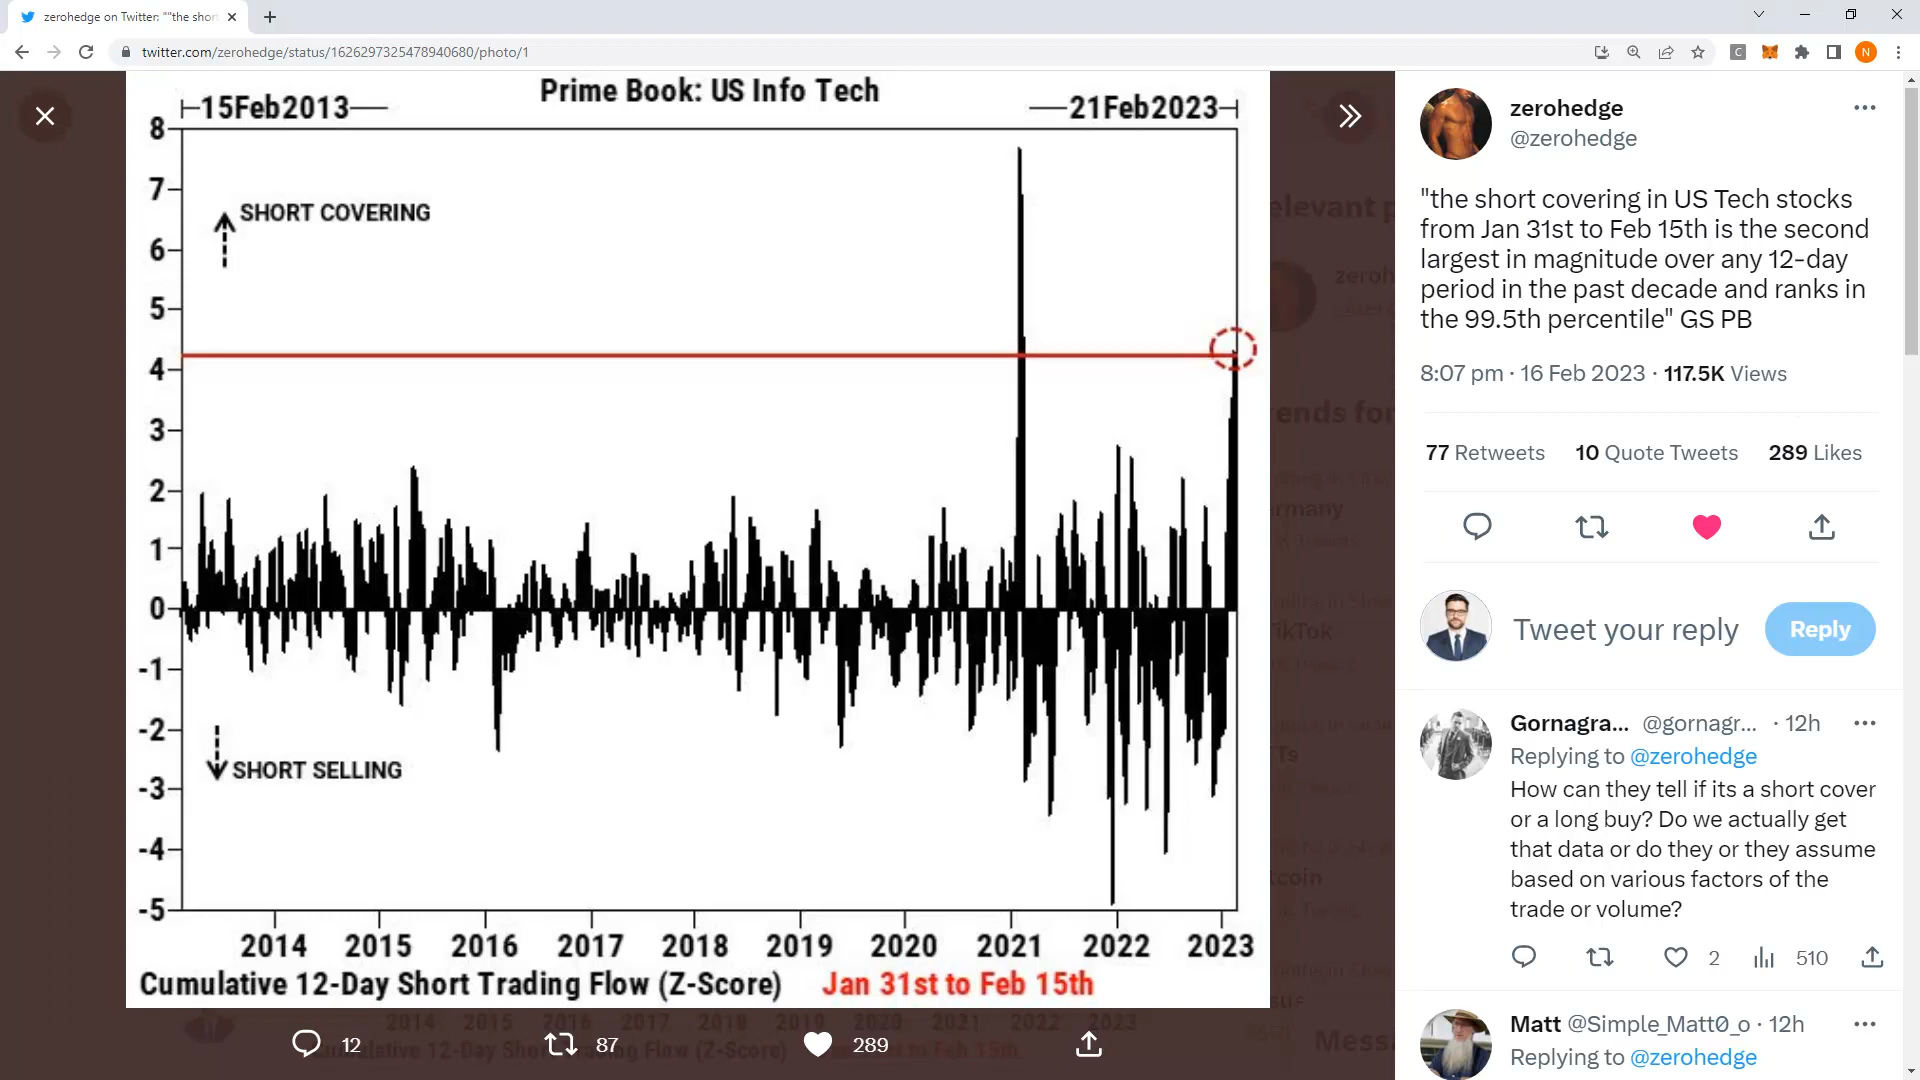 zerohedge on Twitter: ""the shor
twitter.com/zerohedge/status/1626297325478940680/photo/1
N
Prime Book: US Info Tech
15Feb2013
21Feb2023
8
7
6
5
4
3
2
1
0
-1
-2
-3
-4
-5
SHORT COVERING
SHORT SELLING
2014 2015 2016 2017 2018 2019 2020 2021 2022 2023
Cumulative 12-Day Short Trading Flow (Z-Score) Jan 31st to Feb 15th
12 87 289
zerohedge
@zerohedge
"the short covering in US Tech stocks
from Jan 31st to Feb 15th is the second
largest in magnitude over any 12-day
period in the past decade and ranks in
the 99.5th percentile" GS PB
8:07 pm · 16 Feb 2023 · 117.5K Views
77 Retweets 10 Quote Tweets 289 Likes
Tweet your reply
Reply
Gornagra... @gornagr... · 12h
Replying to @zerohedge
How can they tell if its a short cover
or a long buy? Do we actually get
that data or do they or they assume
based on various factors of the
trade or volume?
2 510
Matt @Simple_Matt0_o · 12h
Replying to @zerohedge